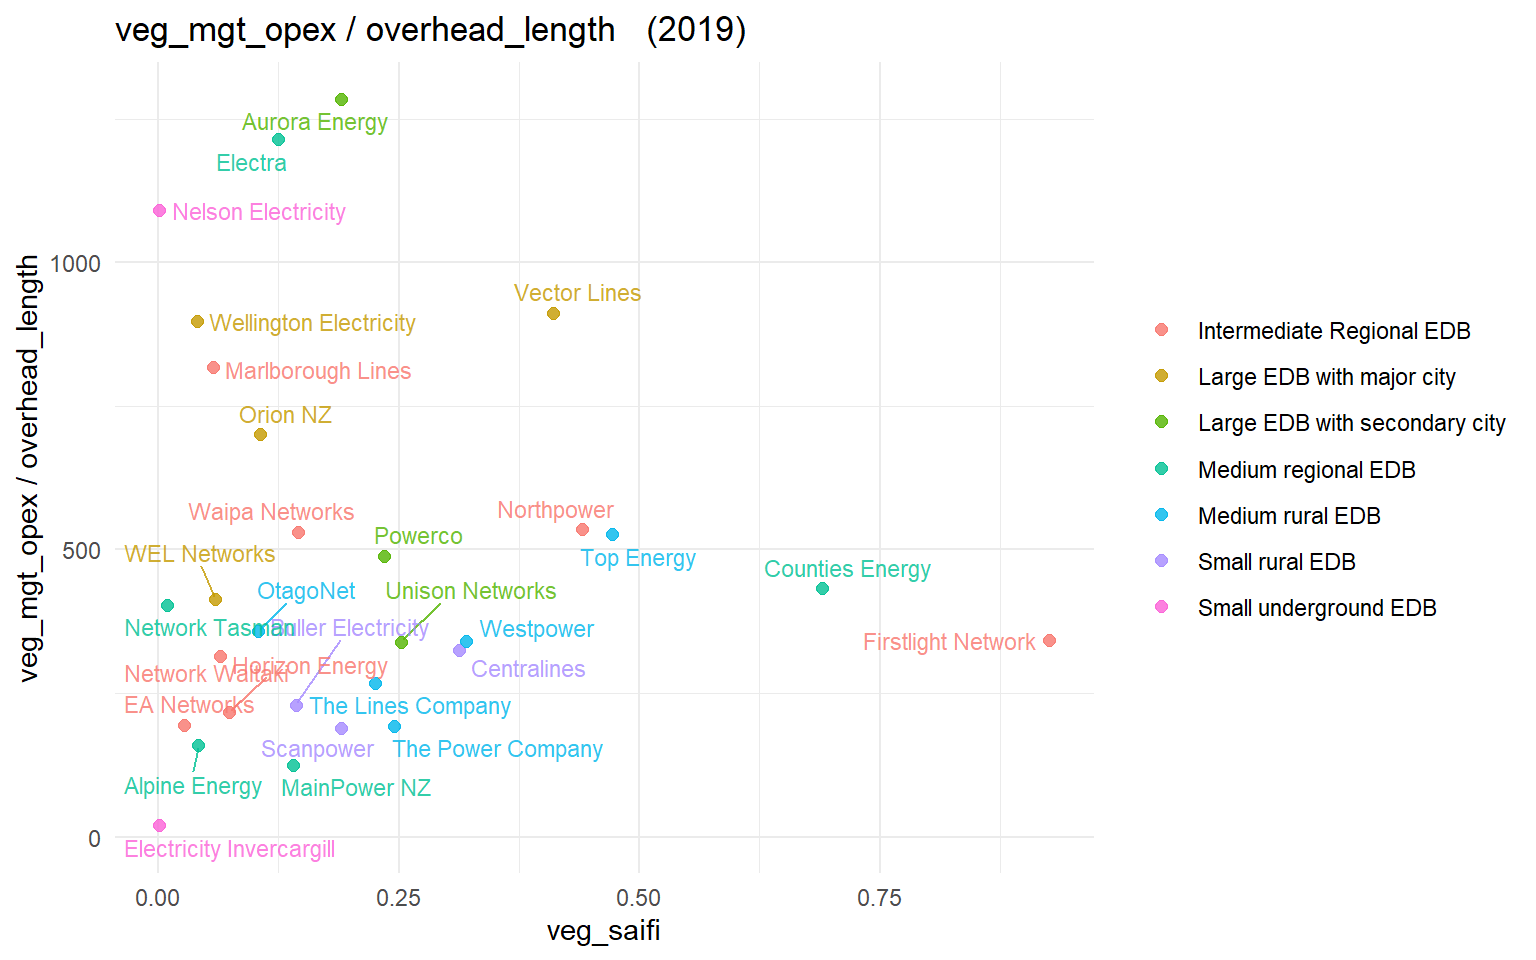 veg_mgt_opex / overhead_length (2019)
Aurora Energy
Electra
Nelson Electricity
1000
Vector Lines
Wellington Electricity
Marlborough Lines
Orion NZ
Waipa Networks
Northpower
Powerco
500
WEL Networks
Top Energy
Counties Energy
OtagoNet
Unison Networks
Network Tasman
Buller Electricity
Westpower
Firstlight Network
Horizon Energy
Network Waitaki
Centralines
EA Networks
The Lines Company
Scanpower
The Power Company
Alpine Energy
MainPower NZ
0
Electricity Invercargill
0.00
0.25
0.50
0.75
veg_saifi
veg_mgt_opex / overhead_length
Intermediate Regional EDB
Large EDB with major city
Large EDB with secondary city
Medium regional EDB
Medium rural EDB
Small rural EDB
Small underground EDB